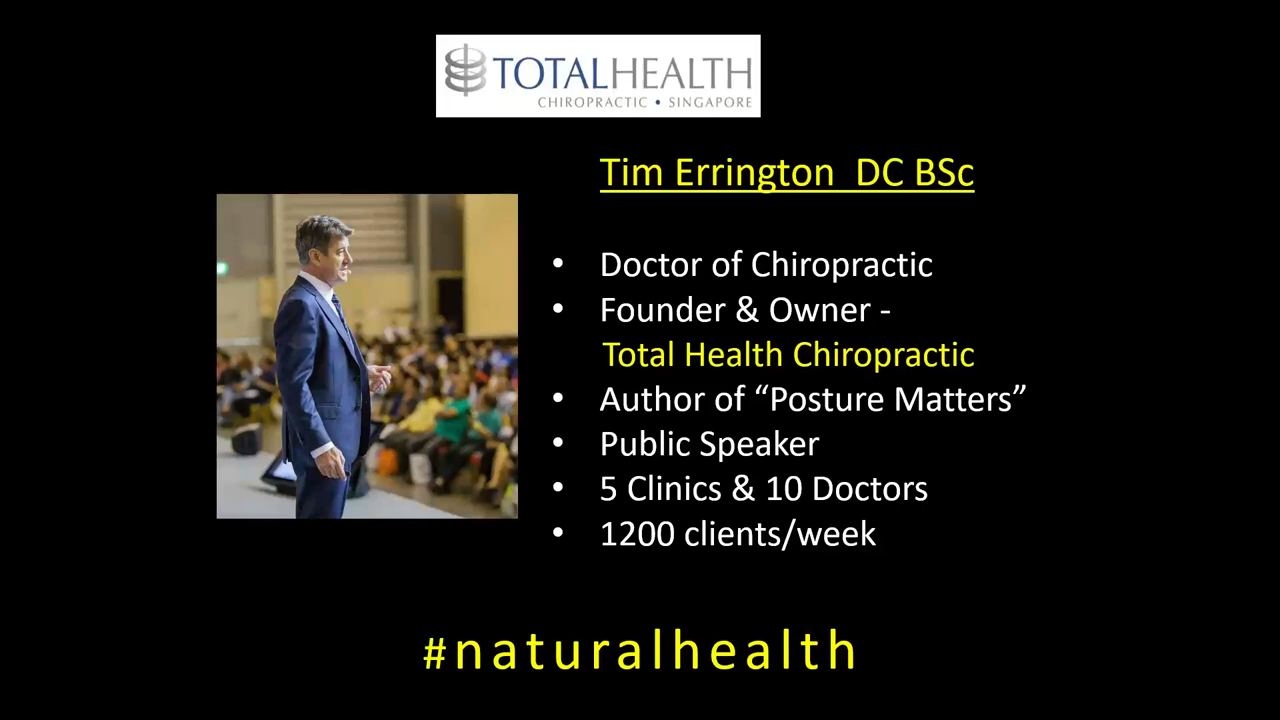 TOTALHEALTH
CHIROPRACTIC • SINGAPORE
Tim Errington DC BSc
• Doctor of Chiropractic
• Founder & Owner -
Total Health Chiropractic
• Author of “Posture Matters”
• Public Speaker
• 5 Clinics & 10 Doctors
• 1200 clients/week
#naturalhealth